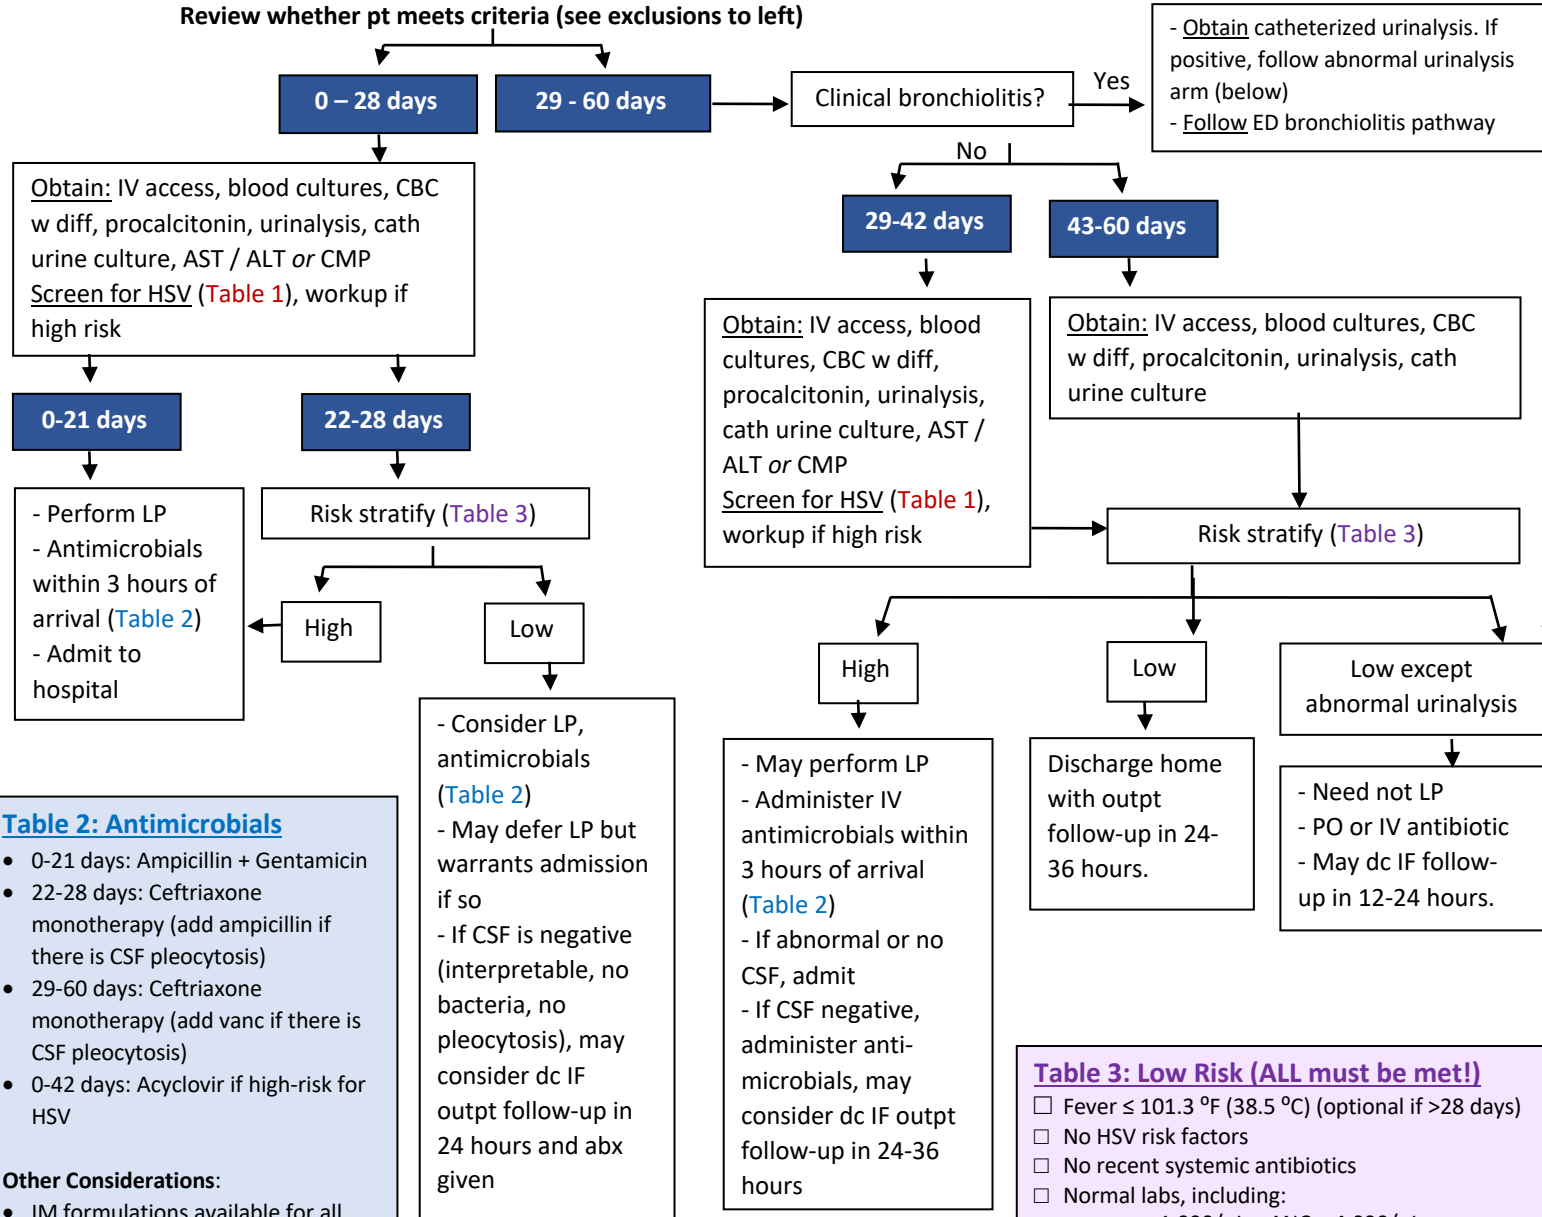 Review whether pt meets criteria (see exclusions to left)
0 – 28 days
29 - 60 days
Clinical bronchiolitis?
Yes
- Obtain catheterized urinalysis. If
positive, follow abnormal urinalysis
arm (below)
- Follow ED bronchiolitis pathway
No
Obtain: IV access, blood cultures, CBC
w diff, procalcitonin, urinalysis, cath
urine culture, AST / ALT or CMP
Screen for HSV (Table 1), workup if
high risk
29-42 days
43-60 days
Obtain: IV access, blood
cultures, CBC w diff,
procalcitonin, urinalysis,
cath urine culture, AST /
ALT or CMP
Screen for HSV (Table 1),
workup if high risk
Obtain: IV access, blood cultures, CBC
w diff, procalcitonin, urinalysis, cath
urine culture
0-21 days
22-28 days
- Perform LP
- Antimicrobials
within 3 hours of
arrival (Table 2)
- Admit to
hospital
Risk stratify (Table 3)
High
Low
Risk stratify (Table 3)
High
Low
Low except
abnormal urinalysis
- Consider LP,
antimicrobials
(Table 2)
- May defer LP but
warrants admission
if so
- If CSF is negative
(interpretable, no
bacteria, no
pleocytosis), may
consider dc IF
outpt follow-up in
24 hours and abx
given
- May perform LP
- Administer IV
antimicrobials within
3 hours of arrival
(Table 2)
- If abnormal or no
CSF, admit
- If CSF negative,
administer anti-
microbials, may
consider dc IF outpt
follow-up in 24-36
hours
Discharge home
with outpt
follow-up in 24-
36 hours.
- Need not LP
- PO or IV antibiotic
- May dc IF follow-
up in 12-24 hours.
Table 2: Antimicrobials
• 0-21 days: Ampicillin + Gentamicin
• 22-28 days: Ceftriaxone
monotherapy (add ampicillin if
there is CSF pleocytosis)
• 29-60 days: Ceftriaxone
monotherapy (add vanc if there is
CSF pleocytosis)
• 0-42 days: Acyclovir if high-risk for
HSV
Other Considerations:
• IM formulations available for all
Table 3: Low Risk (ALL must be met!)
☐ Fever ≤ 101.3 ⁰F (38.5 ⁰C) (optional if >28 days)
☐ No HSV risk factors
☐ No recent systemic antibiotics
☐ Normal labs, including: